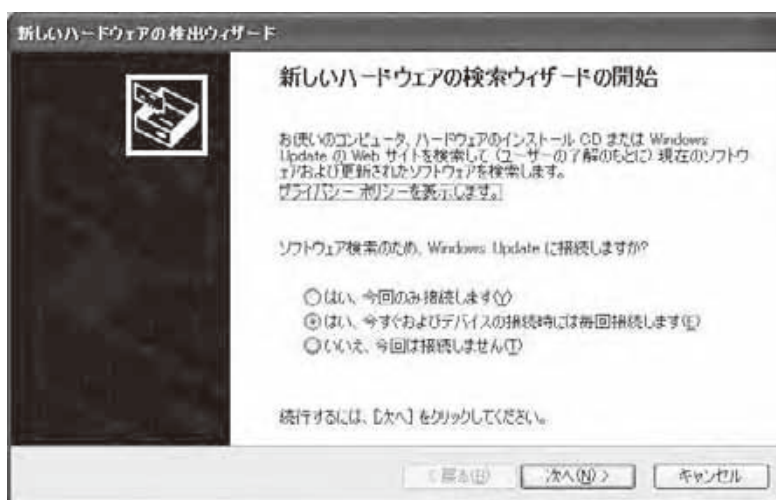 新しいハードウェアの検出ウィザード
新しいハードウェアの検索ウィザードの開始
お使いのコンピュータ、ハードウェアのインストール CD または Windows
Update の Web サイトを検索して (ユーザーの了解のもとに) 現在のソフトウ
ェアおよび更新されたソフトウェアを検索します。
プライバシー ポリシーを表示します。
ソフトウェア検索のため、Windows Update に接続しますか?
はい、今回のみ接続します(Y)
はい、今すぐおよびデバイスの接続時には毎回接続します(E)
いいえ、今回は接続しません(T)
続行するには、[次へ] をクリックしてください。
< 戻る(B)
次へ(N) >
キャンセル